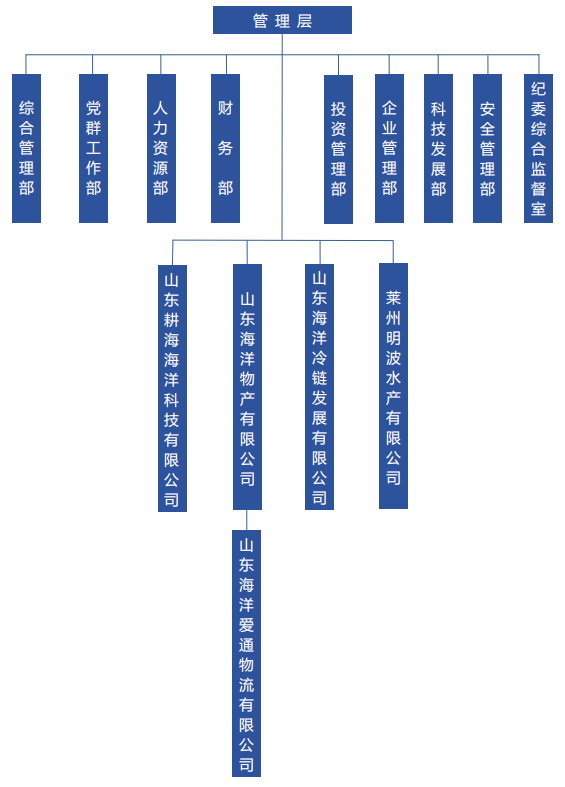 管理层
综合管理部
党群工作部
人力资源部
财务部
投资管理部
企业管理部
科技发展部
安全管理部
纪委综合监督室
山东耕海海洋科技有限公司
山东海洋物产有限公司
山东海洋冷链发展有限公司
莱州明波水产有限公司
山东海洋爱通物流有限公司